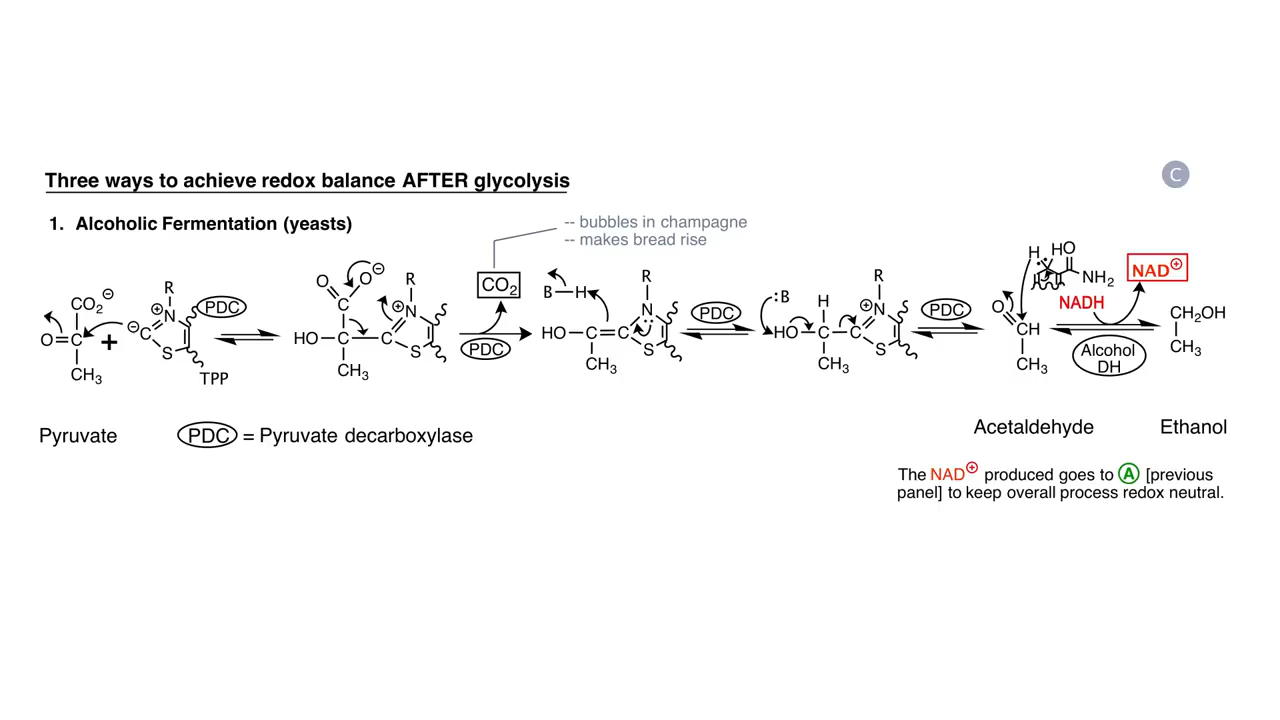 Three ways to achieve redox balance AFTER glycolysis
C
1. Alcoholic Fermentation (yeasts)
-- bubbles in champagne
-- makes bread rise
CO2⊖
O=C
CH3
+
R
N⊕
⊖C
S
PDC
TPP
O
O⊖
C
HO
C
CH3
R
N⊕
C
S
CO2
PDC
B—H
HO
C=C
CH3
R
N
S
PDC
:B
H
HO
C
C
CH3
R
⊕N
S
PDC
O
CH
CH3
H
HO
NH2
NADH
NAD⊕
Alcohol
DH
CH2OH
CH3
Pyruvate
PDC = Pyruvate decarboxylase
Acetaldehyde
Ethanol
The NAD⊕ produced goes to A [previous
panel] to keep overall process redox neutral.